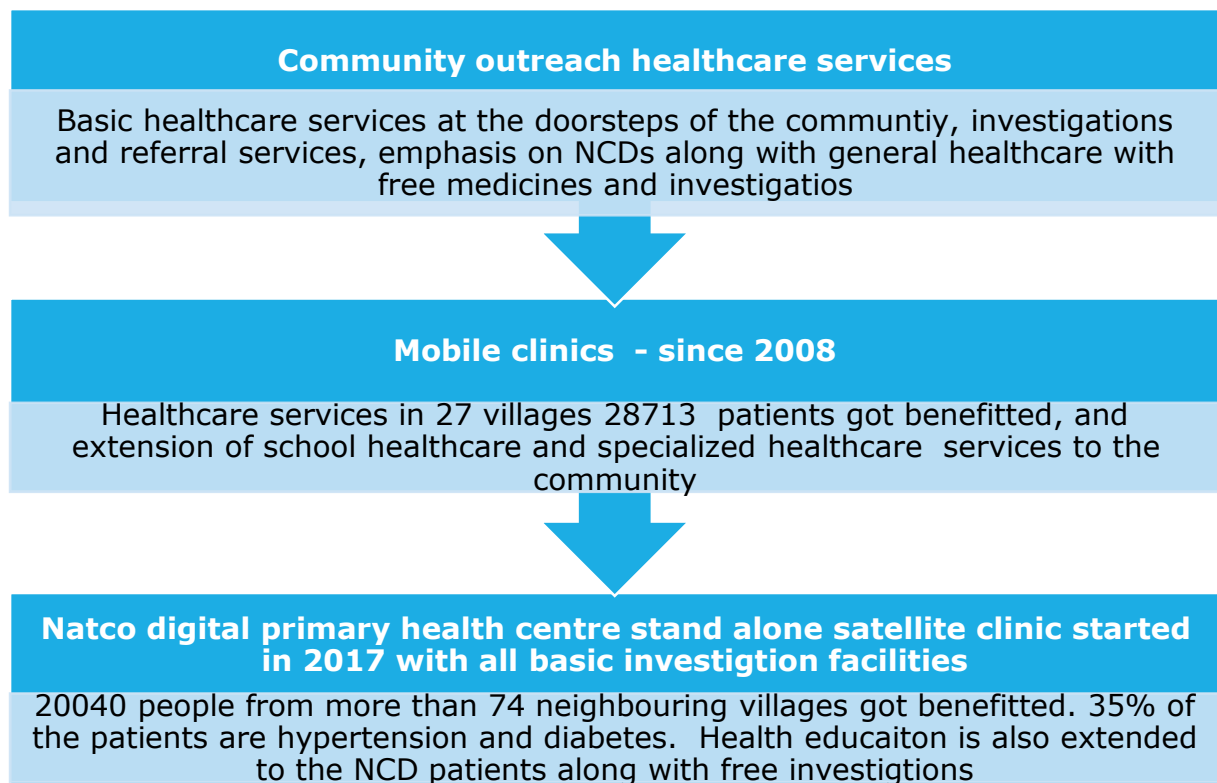 Community outreach healthcare services
Basic healthcare services at the doorsteps of the communtiy, investigations
and referral services, emphasis on NCDs along with general healthcare with
free medicines and investigatios
Mobile clinics  - since 2008
Healthcare services in 27 villages 28713  patients got benefitted, and
extension of school healthcare and specialized healthcare  services to the
community
Natco digital primary health centre stand alone satellite clinic started
in 2017 with all basic investigtion facilities
20040 people from more than 74 neighbouring villages got benefitted. 35% of
the patients are hypertension and diabetes.  Health educaiton is also extended
to the NCD patients along with free investigtions